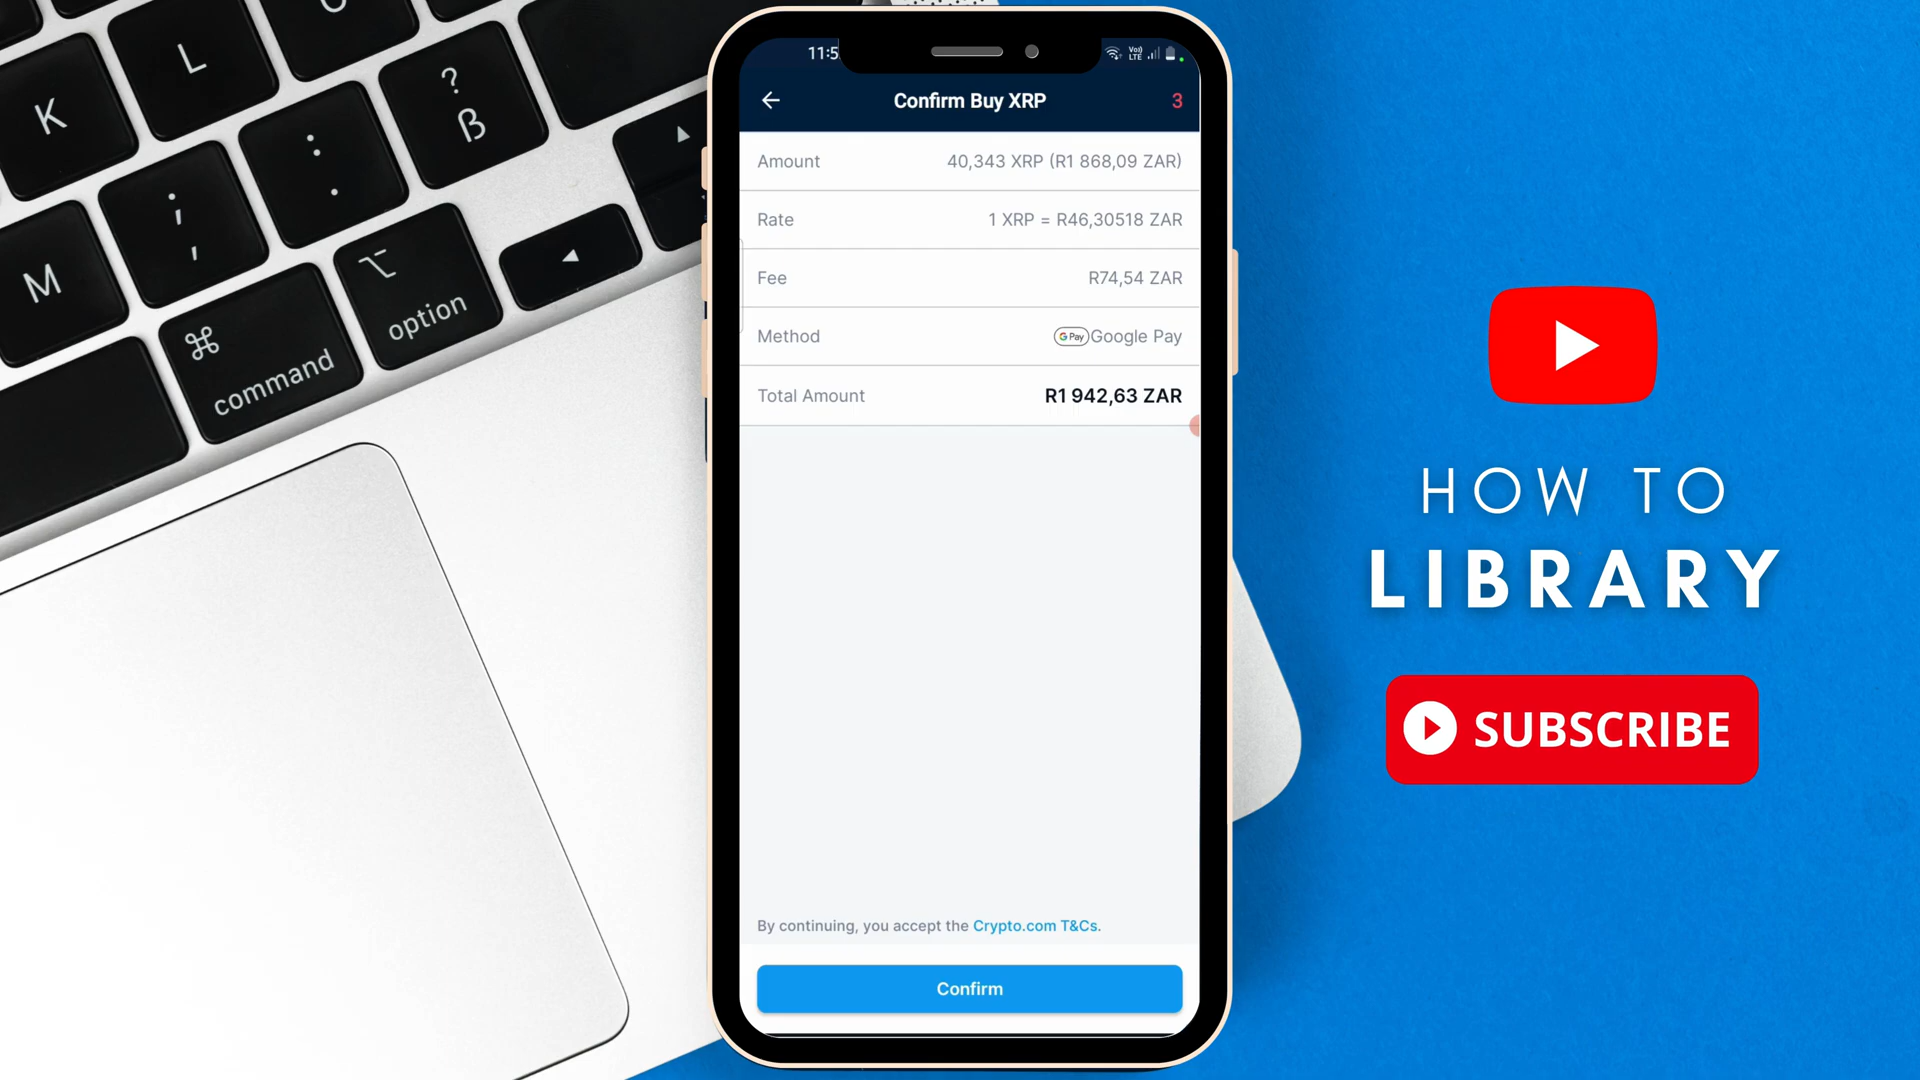 K
L
?
ß
:
.
;
,
M
⌥
option
⌘
command
11:5
Confirm Buy XRP
3
Amount
40,343 XRP (R1 868,09 ZAR)
Rate
1 XRP = R46,30518 ZAR
Fee
R74,54 ZAR
Method
G Pay Google Pay
Total Amount
R1 942,63 ZAR
By continuing, you accept the Crypto.com T&Cs.
Confirm
HOW TO
LIBRARY
SUBSCRIBE